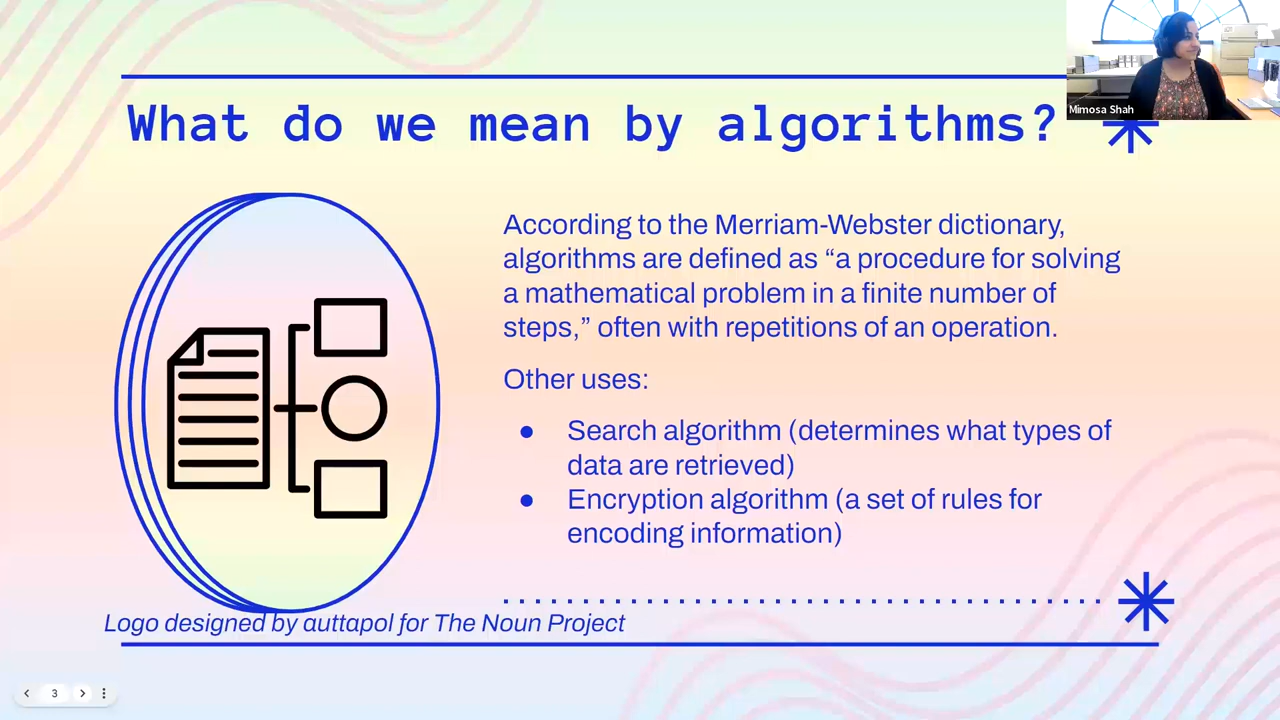 Mimosa Shah
What do we mean by algorithms?
According to the Merriam-Webster dictionary,
algorithms are defined as “a procedure for solving
a mathematical problem in a finite number of
steps,” often with repetitions of an operation.
Other uses:
● Search algorithm (determines what types of
data are retrieved)
● Encryption algorithm (a set of rules for
encoding information)
Logo designed by auttapol for The Noun Project
3